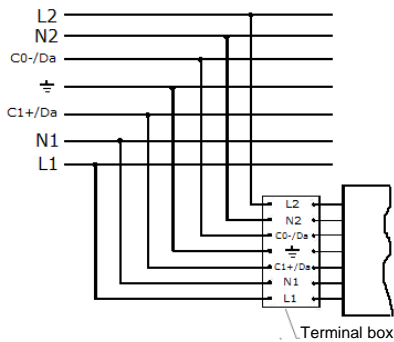 L2
N2
C0-/Da
C1+/Da
N1
L1
L2
N2
C0-/Da
C1+/Da
N1
L1
Terminal box